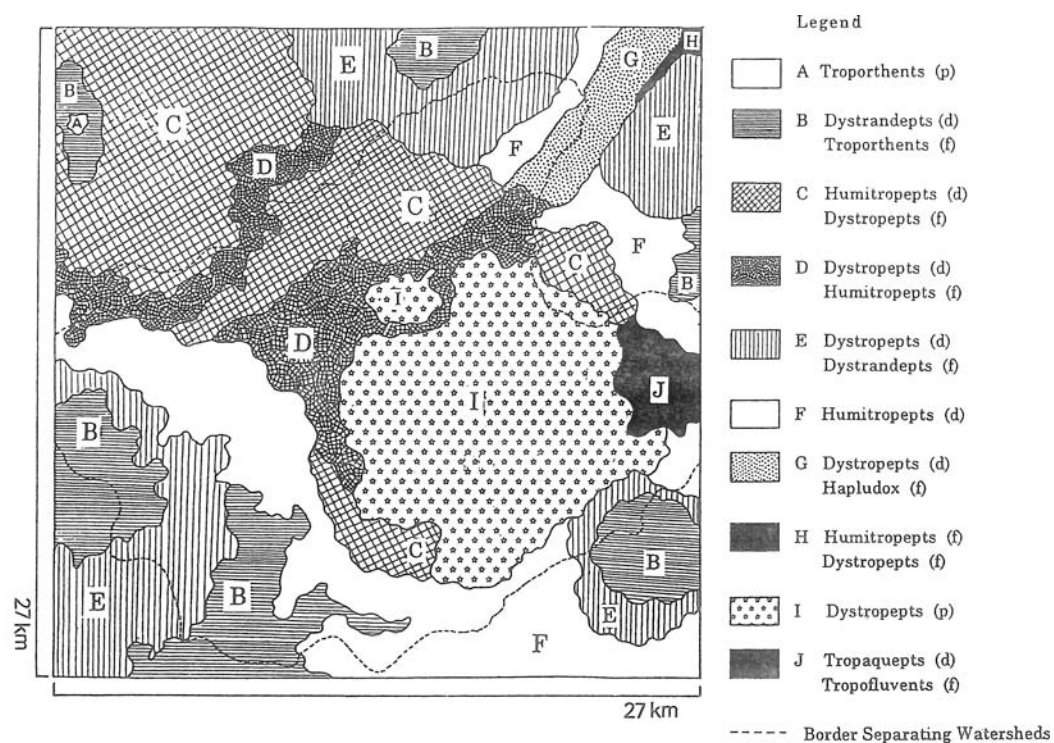 Legend
A Troporthents (p)
B Dystrandepts (d)
Troporthents (f)
C Humitropepts (d)
Dystropepts (f)
D Dystropepts (d)
Humitropepts (f)
E Dystropepts (d)
Dystrandepts (f)
F Humitropepts (d)
G Dystropepts (d)
Hapludox (f)
H Humitropepts (f)
Dystropepts (f)
I Dystropepts (p)
J Tropaquepts (d)
Tropofluvents (f)
Border Separating Watersheds
E
B
G
H
B
A
C
D
F
E
C
F
C
B
I
D
I
J
B
C
B
E
B
E
F
27 km
27 km